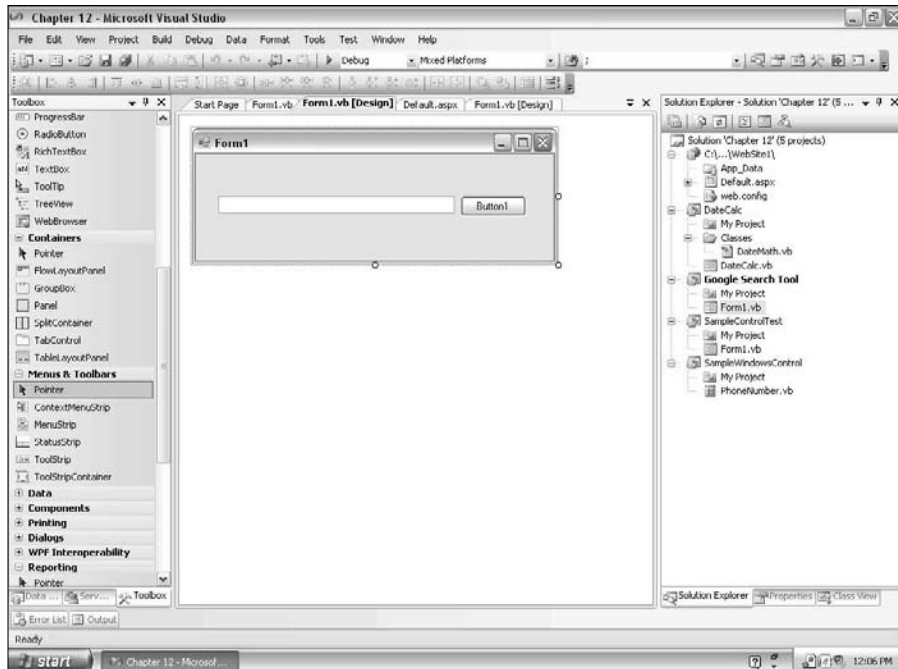 Chapter 12 - Microsoft Visual Studio
File Edit View Project Build Debug Data Format Tools Test Window Help
Debug Mixed Platforms
Toolbox
ProgressBar
RadioButton
RichTextBox
TextBox
ToolTip
TreeView
WebBrowser
Containers
Pointer
FlowLayoutPanel
GroupBox
Panel
SplitContainer
TabControl
TableLayoutPanel
Menus & Toolbars
Pointer
ContextMenuStrip
MenuStrip
StatusStrip
ToolStrip
ToolStripContainer
Data
Components
Printing
Dialogs
WPF Interoperability
Reporting
Pointer
Data ... Serv... Toolbox
Start Page Form1.vb Form1.vb [Design] Default.aspx Form1.vb [Design]
Form1
Button1
Solution Explorer - Solution 'Chapter 12' (5 ...
Solution 'Chapter 12' (5 projects)
C:\...\WebSite1\
App_Data
Default.aspx
web.config
DateCalc
My Project
Classes
DateMath.vb
DateCalc.vb
Google Search Tool
My Project
Form1.vb
SampleControlTest
My Project
Form1.vb
SampleWindowsControl
My Project
PhoneNumber.vb
Solution Explorer Properties Class View
Error List Output
Ready
start Chapter 12 - Microsof... 12:06 PM